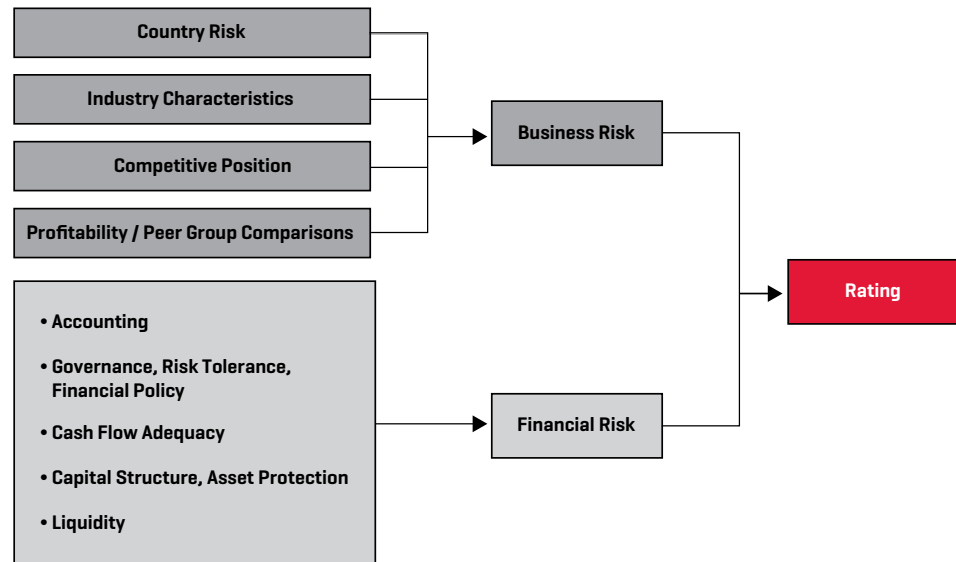 Country Risk
Industry Characteristics
Competitive Position
Profitability / Peer Group Comparisons
Business Risk
• Accounting
• Governance, Risk Tolerance,
Financial Policy
• Cash Flow Adequacy
• Capital Structure, Asset Protection
• Liquidity
Financial Risk
Rating